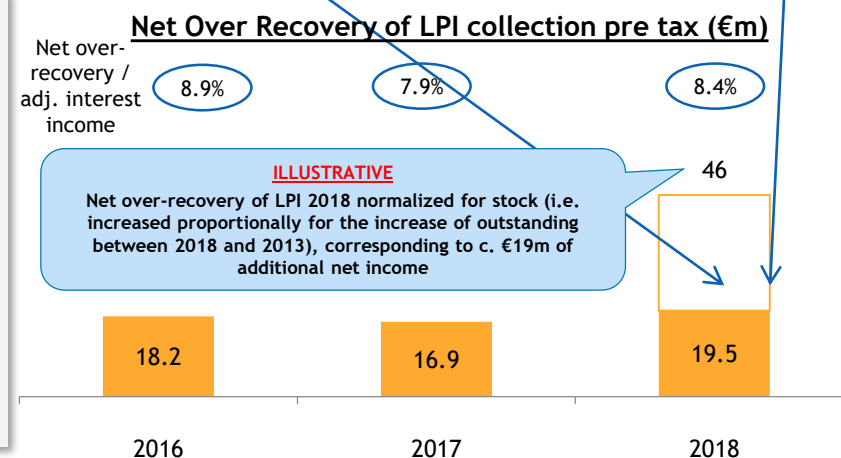 Net Over Recovery of LPI collection pre tax (€m)
Net over-
recovery /
adj. interest
income
8.9%
7.9%
8.4%
ILLUSTRATIVE
Net over-recovery of LPI 2018 normalized for stock (i.e.
increased proportionally for the increase of outstanding
between 2018 and 2013), corresponding to c. €19m of
additional net income
46
18.2
16.9
19.5
2016
2017
2018